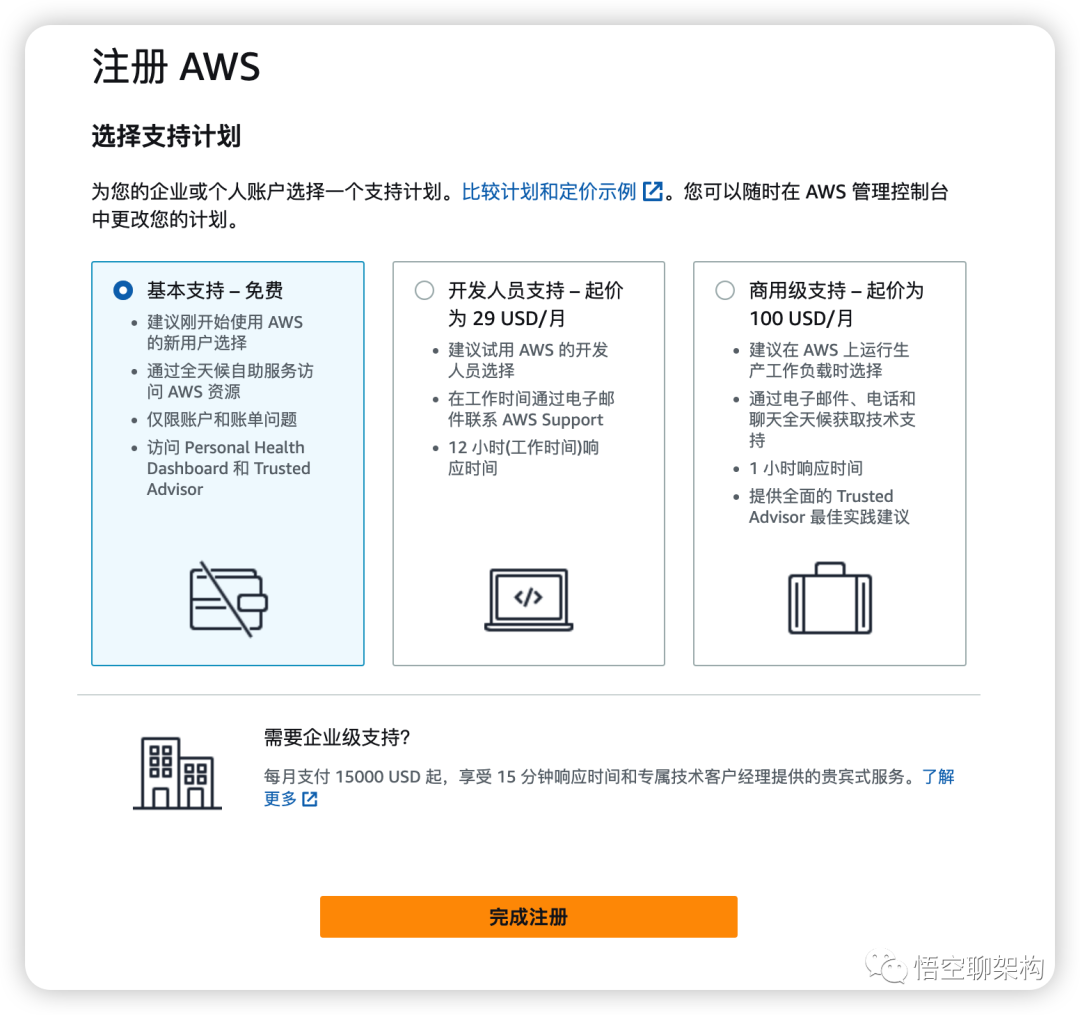 注册 AWS
选择支持计划
为您的企业或个人账户选择一个支持计划。比较计划和定价示例 。您可以随时在 AWS 管理控制台
中更改您的计划。
基本支持 – 免费
• 建议刚开始使用 AWS
的新用户选择
• 通过全天候自助服务访
问 AWS 资源
• 仅限账户和账单问题
• 访问 Personal Health
Dashboard 和 Trusted
Advisor
开发人员支持 – 起价
为 29 USD/月
• 建议试用 AWS 的开发
人员选择
• 在工作时间通过电子邮
件联系 AWS Support
• 12 小时(工作时间)响
应时间
</>
商用级支持 – 起价为
100 USD/月
• 建议在 AWS 上运行生
产工作负载时选择
• 通过电子邮件、电话和
聊天全天候获取技术支
持
• 1 小时响应时间
• 提供全面的 Trusted
Advisor 最佳实践建议
需要企业级支持?
每月支付 15000 USD 起，享受 15 分钟响应时间和专属技术客户经理提供的贵宾式服务。了解
更多
完成注册
悟空聊架构